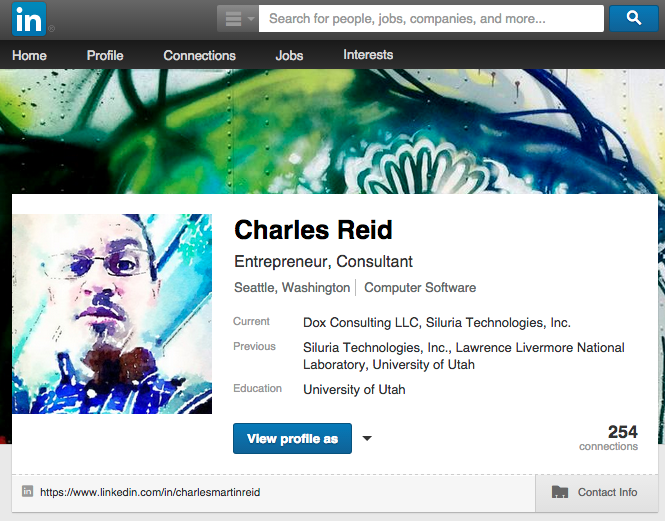 in
Search for people, jobs, companies, and more...
Home Profile Connections Jobs Interests
Charles Reid
Entrepreneur, Consultant
Seattle, Washington Computer Software
Current Dox Consulting LLC, Siluria Technologies, Inc.
Previous Siluria Technologies, Inc., Lawrence Livermore National
Laboratory, University of Utah
Education University of Utah
View profile as 254
connections
in https://www.linkedin.com/in/charlesmartinreid Contact Info